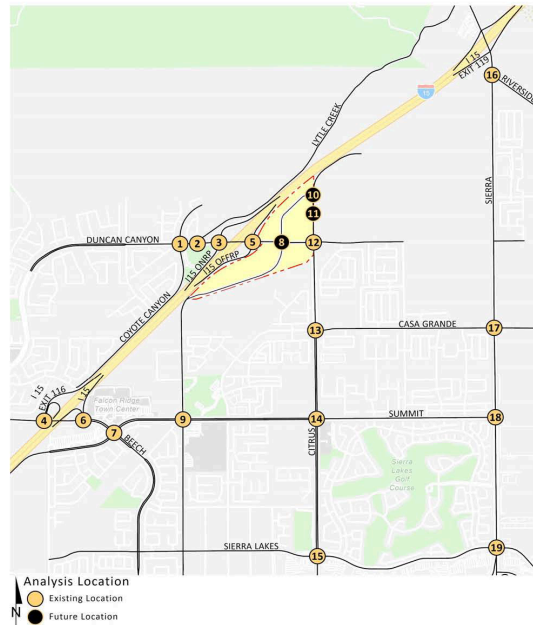 I 15
EXIT 119
16
RIVERSIDE
15
LYTLE CREEK
SIERRA
10
11
DUNCAN CANYON
1
2
3
5
8
12
I15 ONRP
I15 OFFRP
COYOTE CANYON
13
CASA GRANDE
17
I 15
EXIT 116
I 15
Falcon Ridge
Town Center
4
6
7
BEECH
9
14
SUMMIT
18
CITRUS
Sierra
Lakes
Golf
Course
SIERRA LAKES
15
19
Analysis Location
Existing Location
N
Future Location